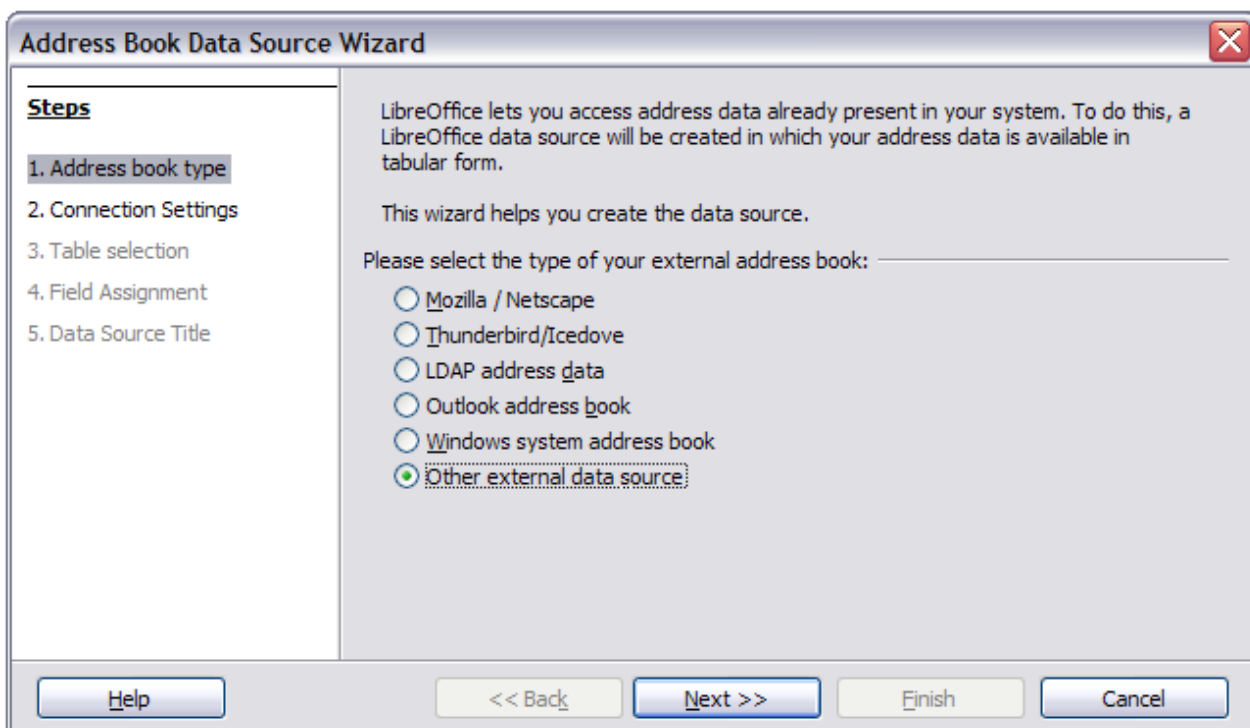 Address Book Data Source Wizard
Steps
1. Address book type
2. Connection Settings
3. Table selection
4. Field Assignment
5. Data Source Title
LibreOffice lets you access address data already present in your system. To do this, a
LibreOffice data source will be created in which your address data is available in
tabular form.
This wizard helps you create the data source.
Please select the type of your external address book:
Mozilla / Netscape
Thunderbird/Icedove
LDAP address data
Outlook address book
Windows system address book
Other external data source
Help
<< Back
Next >>
Finish
Cancel